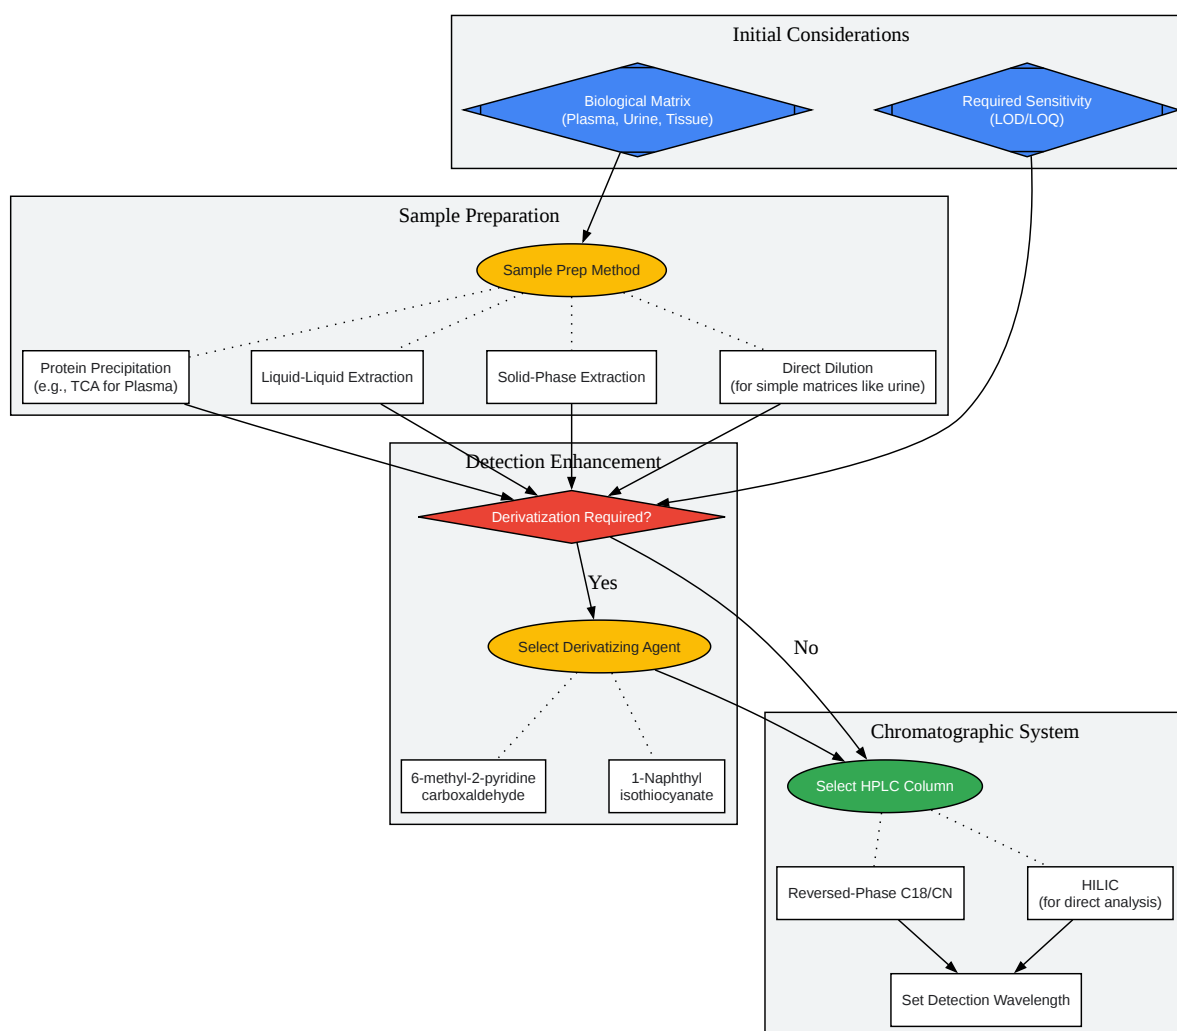 Initial Considerations
Biological Matrix
(Plasma, Urine, Tissue)
Required Sensitivity
(LOD/LOQ)
Sample Preparation
Sample Prep Method
Protein Precipitation
(e.g., TCA for Plasma)
Liquid-Liquid Extraction
Solid-Phase Extraction
Direct Dilution
(for simple matrices like urine)
Detection Enhancement
Derivatization Required?
Yes
No
Select Derivatizing Agent
6-methyl-2-pyridine
carboxaldehyde
1-Naphthyl
isothiocyanate
Chromatographic System
Select HPLC Column
Reversed-Phase C18/CN
HILIC
(for direct analysis)
Set Detection Wavelength